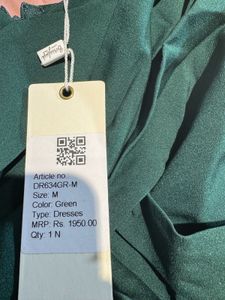 Article no
DR634GR-M
Size: M
Color: Green
Type: Dresses
MRP: Rs. 1950.00
Qty: 1 N